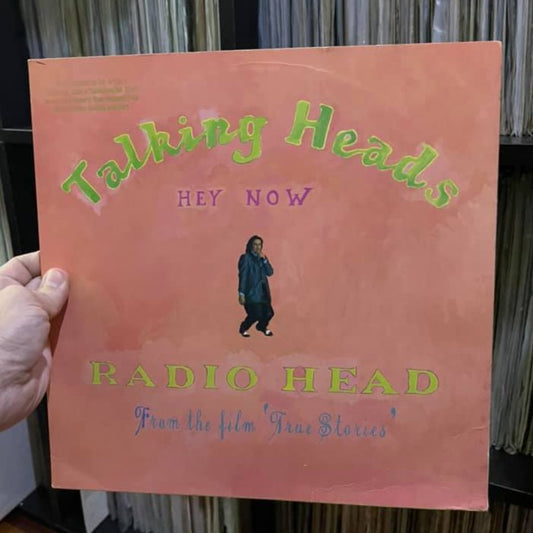 Talking Heads
HEY NOW
RADIO HEAD
From the film 'True Stories'